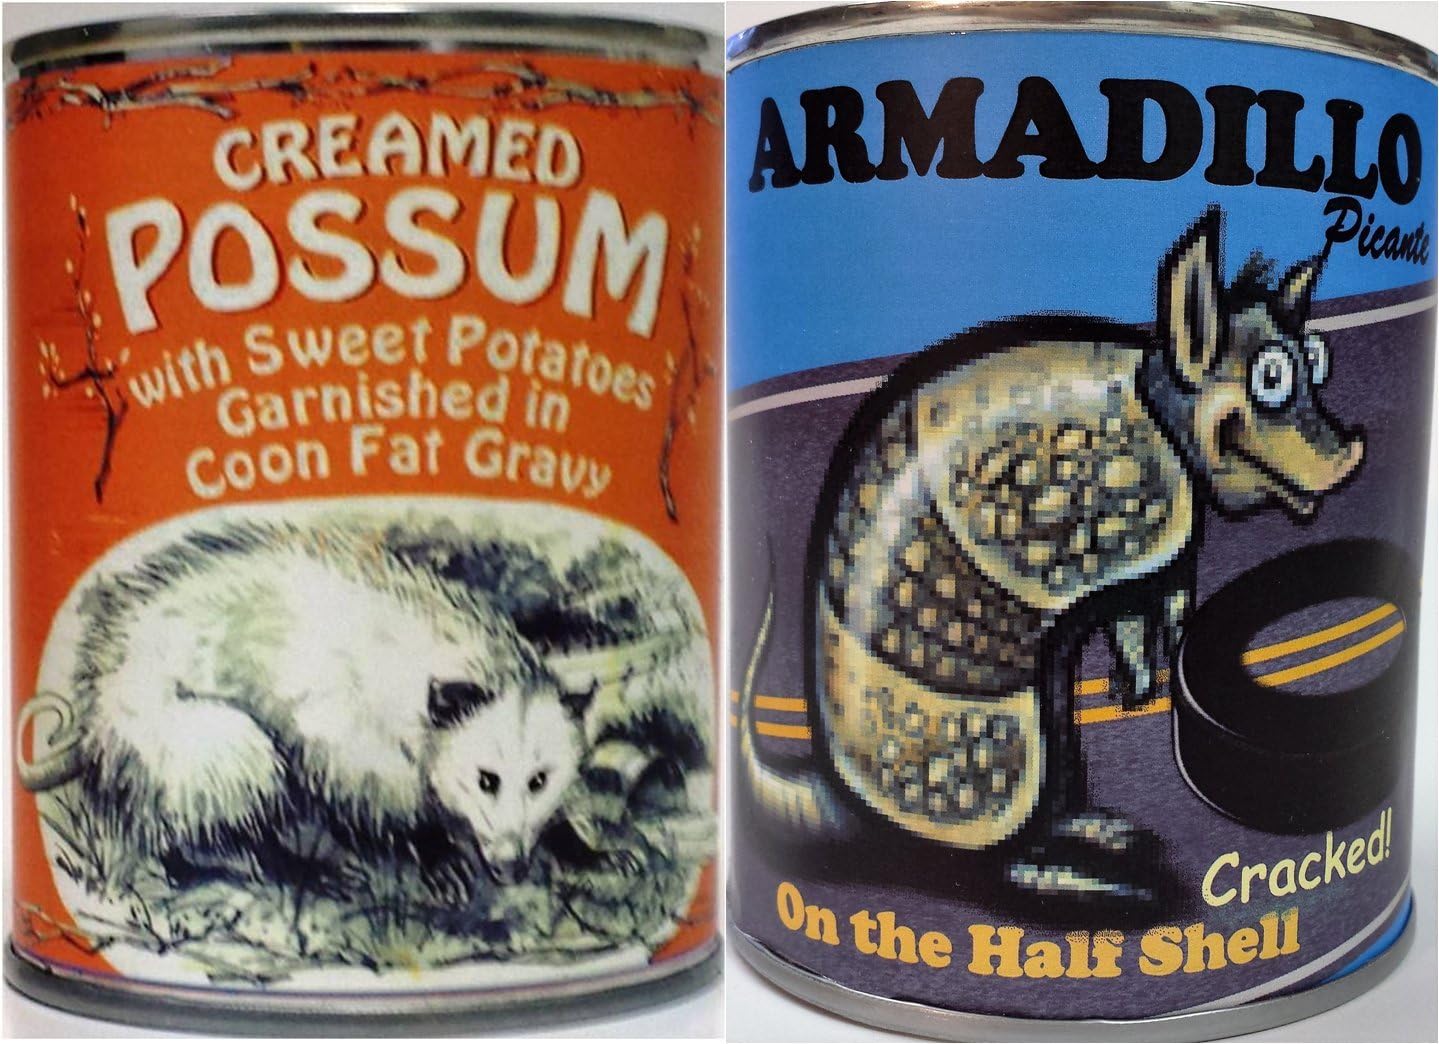 CREAMED
POSSUM
with Sweet Potatoes
Garnished in
Coon Fat Gravy
ARMADILLO
Picante
Cracked!
On the Half Shell